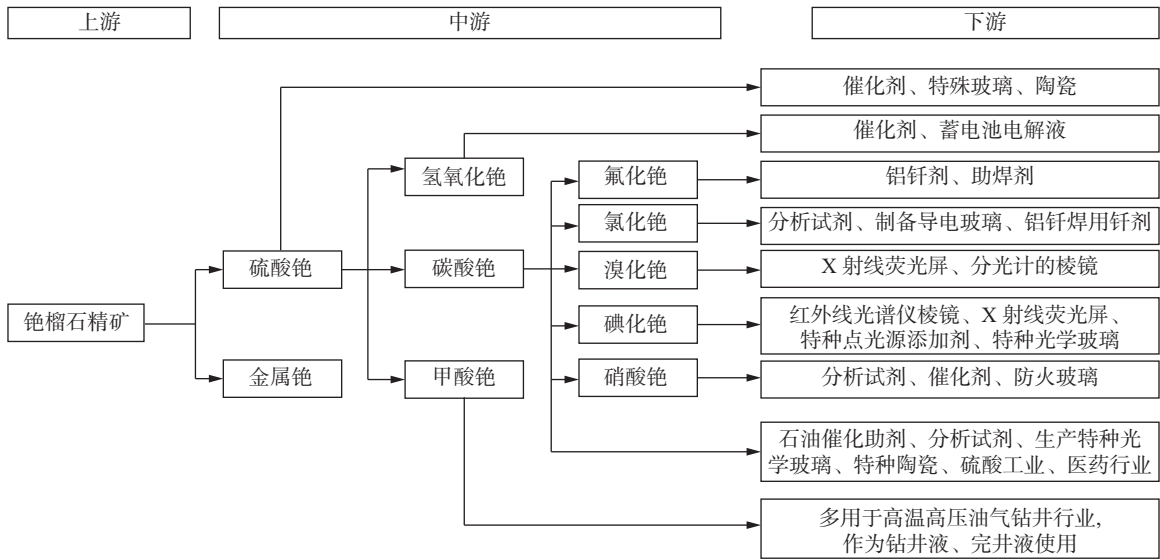 上游
中游
下游
催化剂、特殊玻璃、陶瓷
催化剂、蓄电池电解液
氢氧化铯
氟化铯
铝钎剂、助焊剂
氯化铯
分析试剂、制备导电玻璃、铝钎焊用钎剂
硫酸铯
碳酸铯
溴化铯
X 射线荧光屏、分光计的棱镜
铯榴石精矿
碘化铯
红外线光谱仪棱镜、X 射线荧光屏、
特种点光源添加剂、特种光学玻璃
金属铯
甲酸铯
硝酸铯
分析试剂、催化剂、防火玻璃
石油催化助剂、分析试剂、生产特种光
学玻璃、特种陶瓷、硫酸工业、医药行业
多用于高温高压油气钻井行业,
作为钻井液、完井液使用